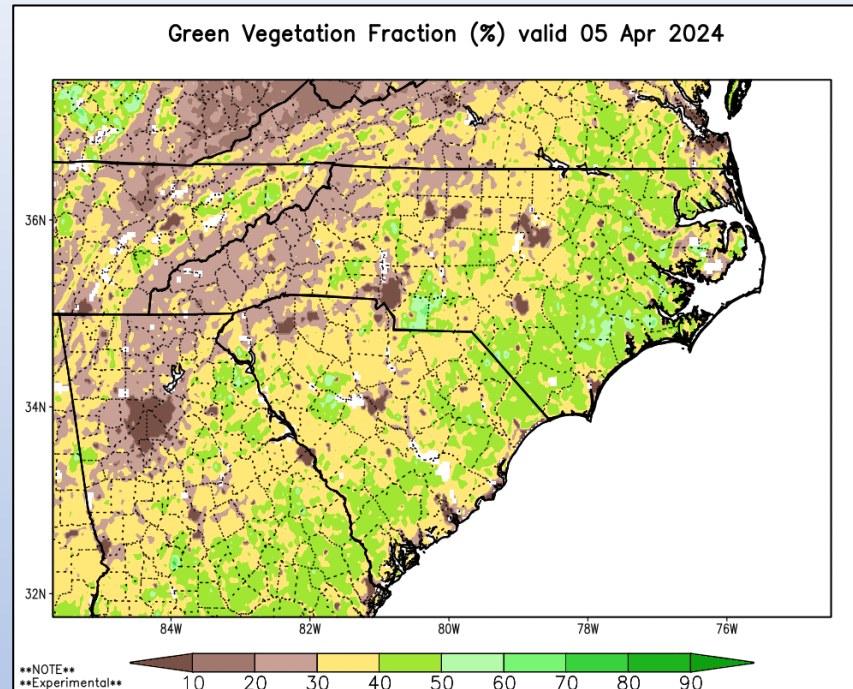 Green Vegetation Fraction (%) valid 05 Apr 2024
36N
34N
32N
84W 82W 80W 78W 76W
**NOTE**
**Experimental**
10 20 30 40 50 60 70 80 90